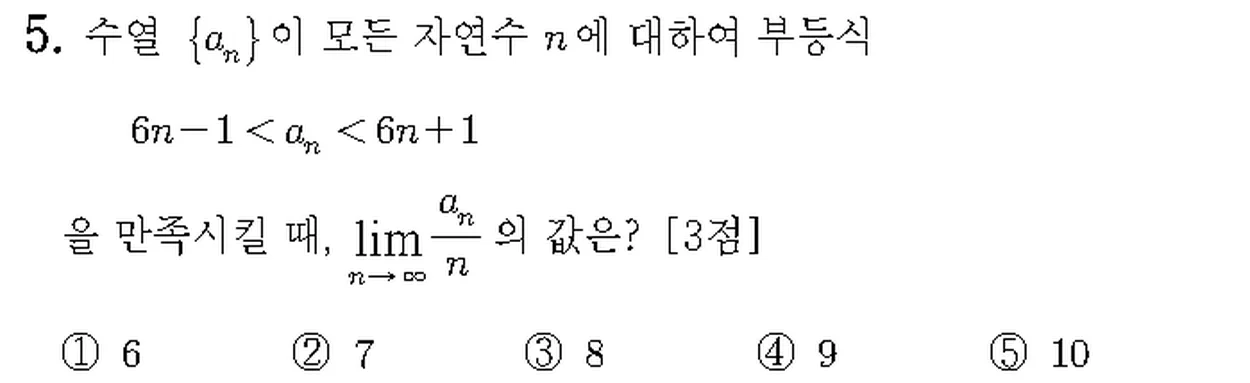 5. 수열 {aₙ}이 모든 자연수 n에 대하여 부등식
6n-1 < aₙ < 6n+1
을 만족시킬 때, lim_{n→∞} aₙ/n 의 값은? [3점]
① 6 ② 7 ③ 8 ④ 9 ⑤ 10